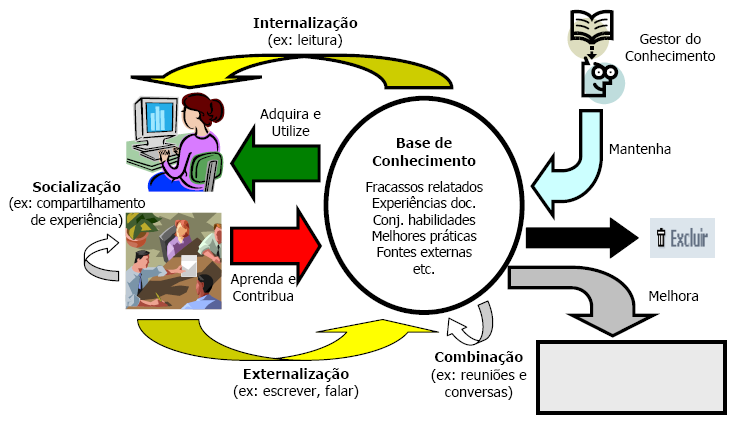 Internalização
(ex: leitura)
Gestor do
Conhecimento
Adquira e
Utilize
Base de
Conhecimento
Mantenha
Fracassos relatados
Experiências doc.
Conj. habilidades
Melhores práticas
Fontes externas
etc.
Socialização
(ex: compartilhamento
de experiência)
Excluir
Aprenda e
Contribua
Melhora
Combinação
(ex: reuniões e
conversas)
Externalização
(ex: escrever, falar)